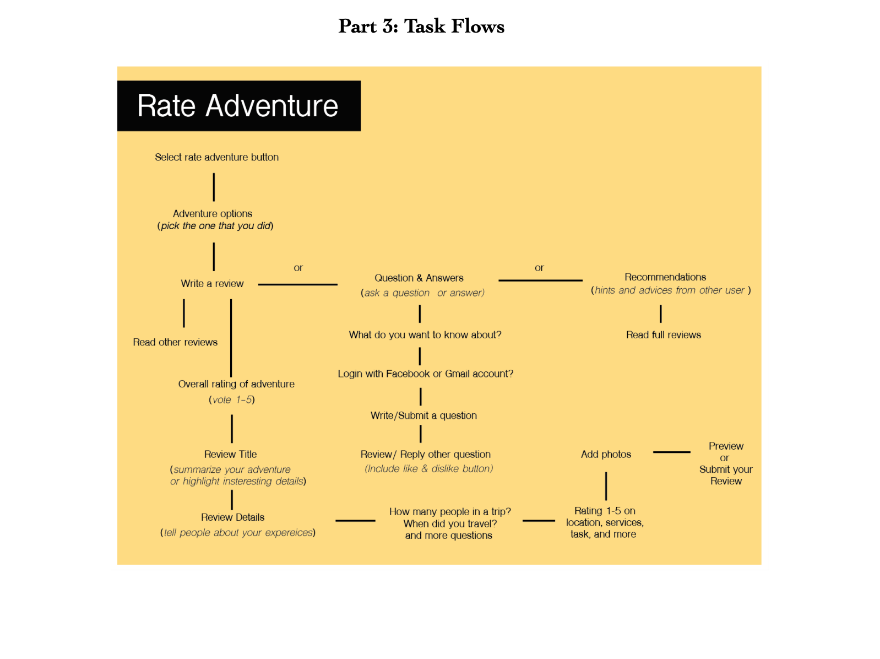 Part 3: Task Flows
Rate Adventure
Select rate adventure button
Adventure options
(pick the one that you did)
Write a review
or
Question & Answers
(ask a question or answer)
or
Recommendations
(hints and advices from other user )
Read other reviews
What do you want to know about?
Read full reviews
Login with Facebook or Gmail account?
Overall rating of adventure
(vote 1-5)
Write/Submit a question
Review Title
(summarize your adventure
or highlight insteresting details)
Review/ Reply other question
(Include like & dislike button)
Add photos
Preview
or
Submit your
Review
Review Details
(tell people about your expereices)
How many people in a trip?
When did you travel?
and more questions
Rating 1-5 on
location, services,
task, and more